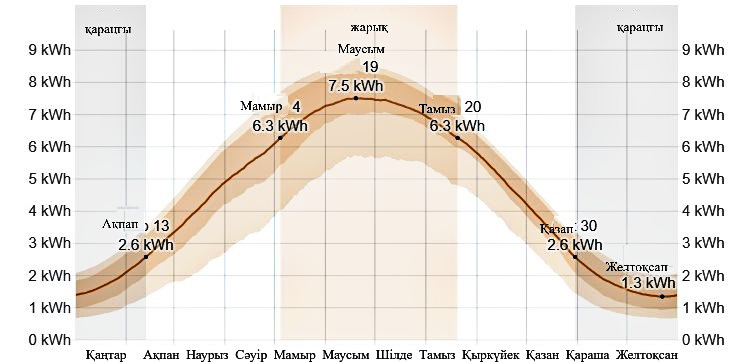 қараңғы
жарық
қараңғы
Маусым
19
7.5 kWh
Мамыр 4
6.3 kWh
Тамыз 20
6.3 kWh
Ақпап 13
2.6 kWh
Қазап 30
2.6 kWh
Желтоқсап
1.3 kWh
9 kWh
8 kWh
7 kWh
6 kWh
5 kWh
4 kWh
3 kWh
2 kWh
1 kWh
0 kWh
9 kWh
8 kWh
7 kWh
6 kWh
5 kWh
4 kWh
3 kWh
2 kWh
1 kWh
0 kWh
Қаңтар Ақпан Наурыз Сәуір Мамыр Маусым Шілде Тамыз Қыркүйек Қазан Қараша Желтоқсан